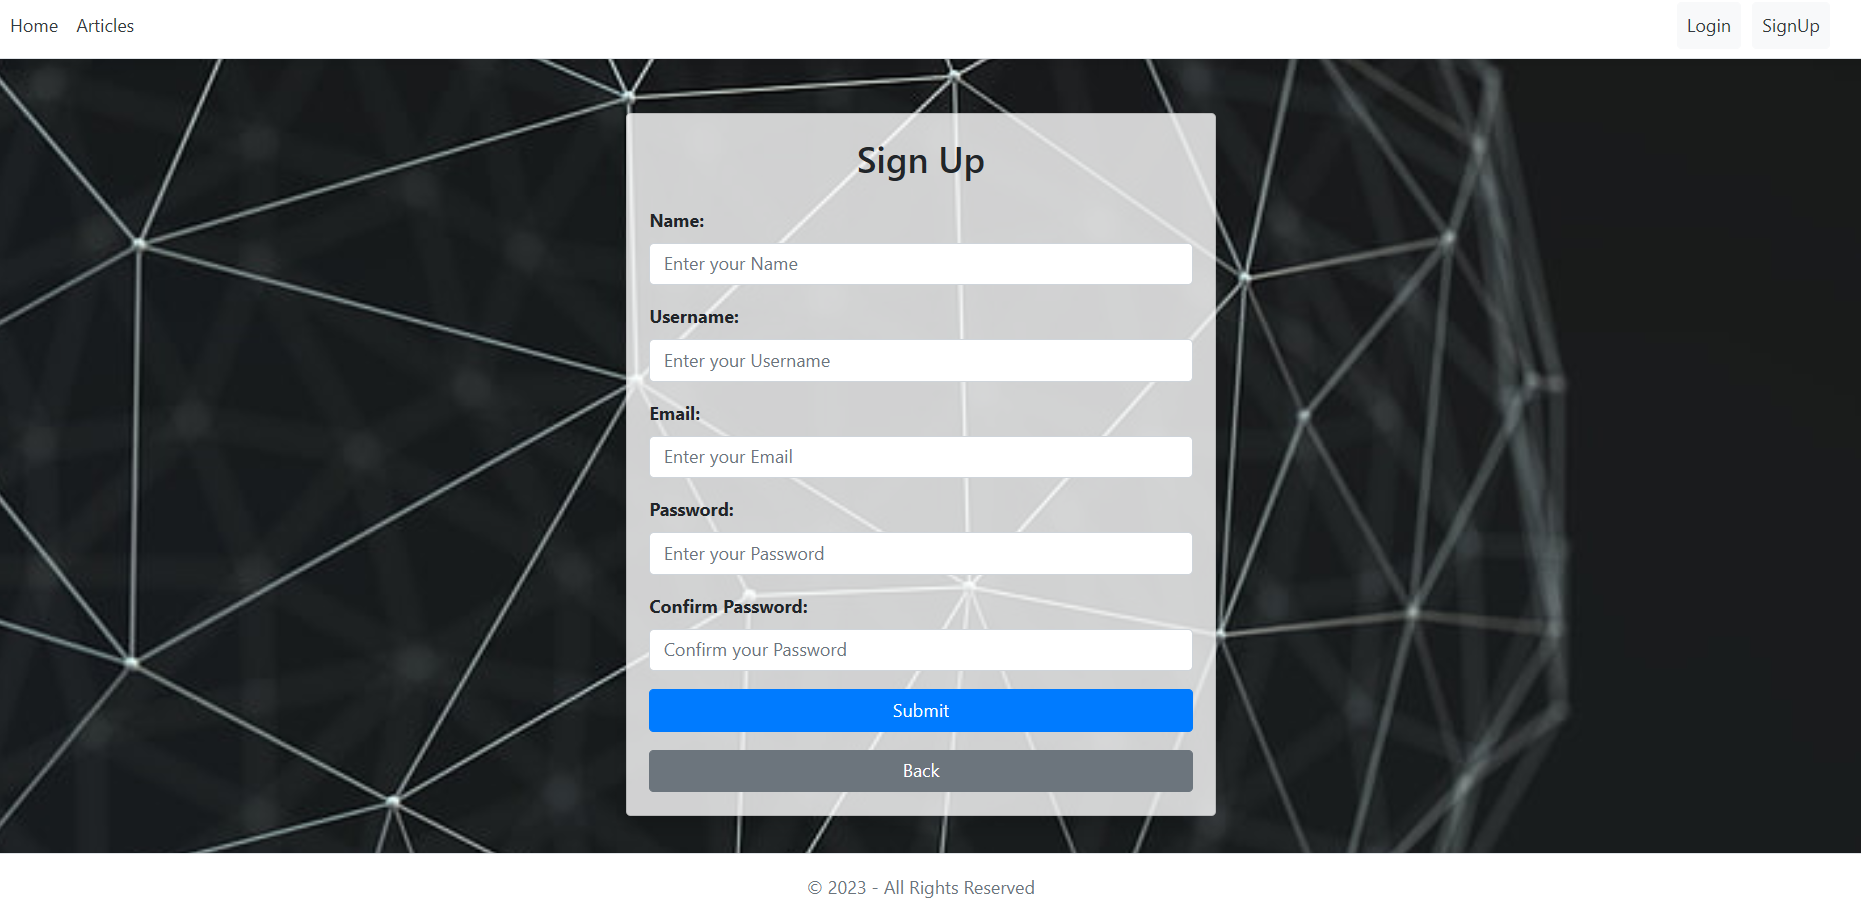 Home Articles Login SignUp
Sign Up
Name:
Enter your Name
Username:
Enter your Username
Email:
Enter your Email
Password:
Enter your Password
Confirm Password:
Confirm your Password
Submit
Back
© 2023 - All Rights Reserved